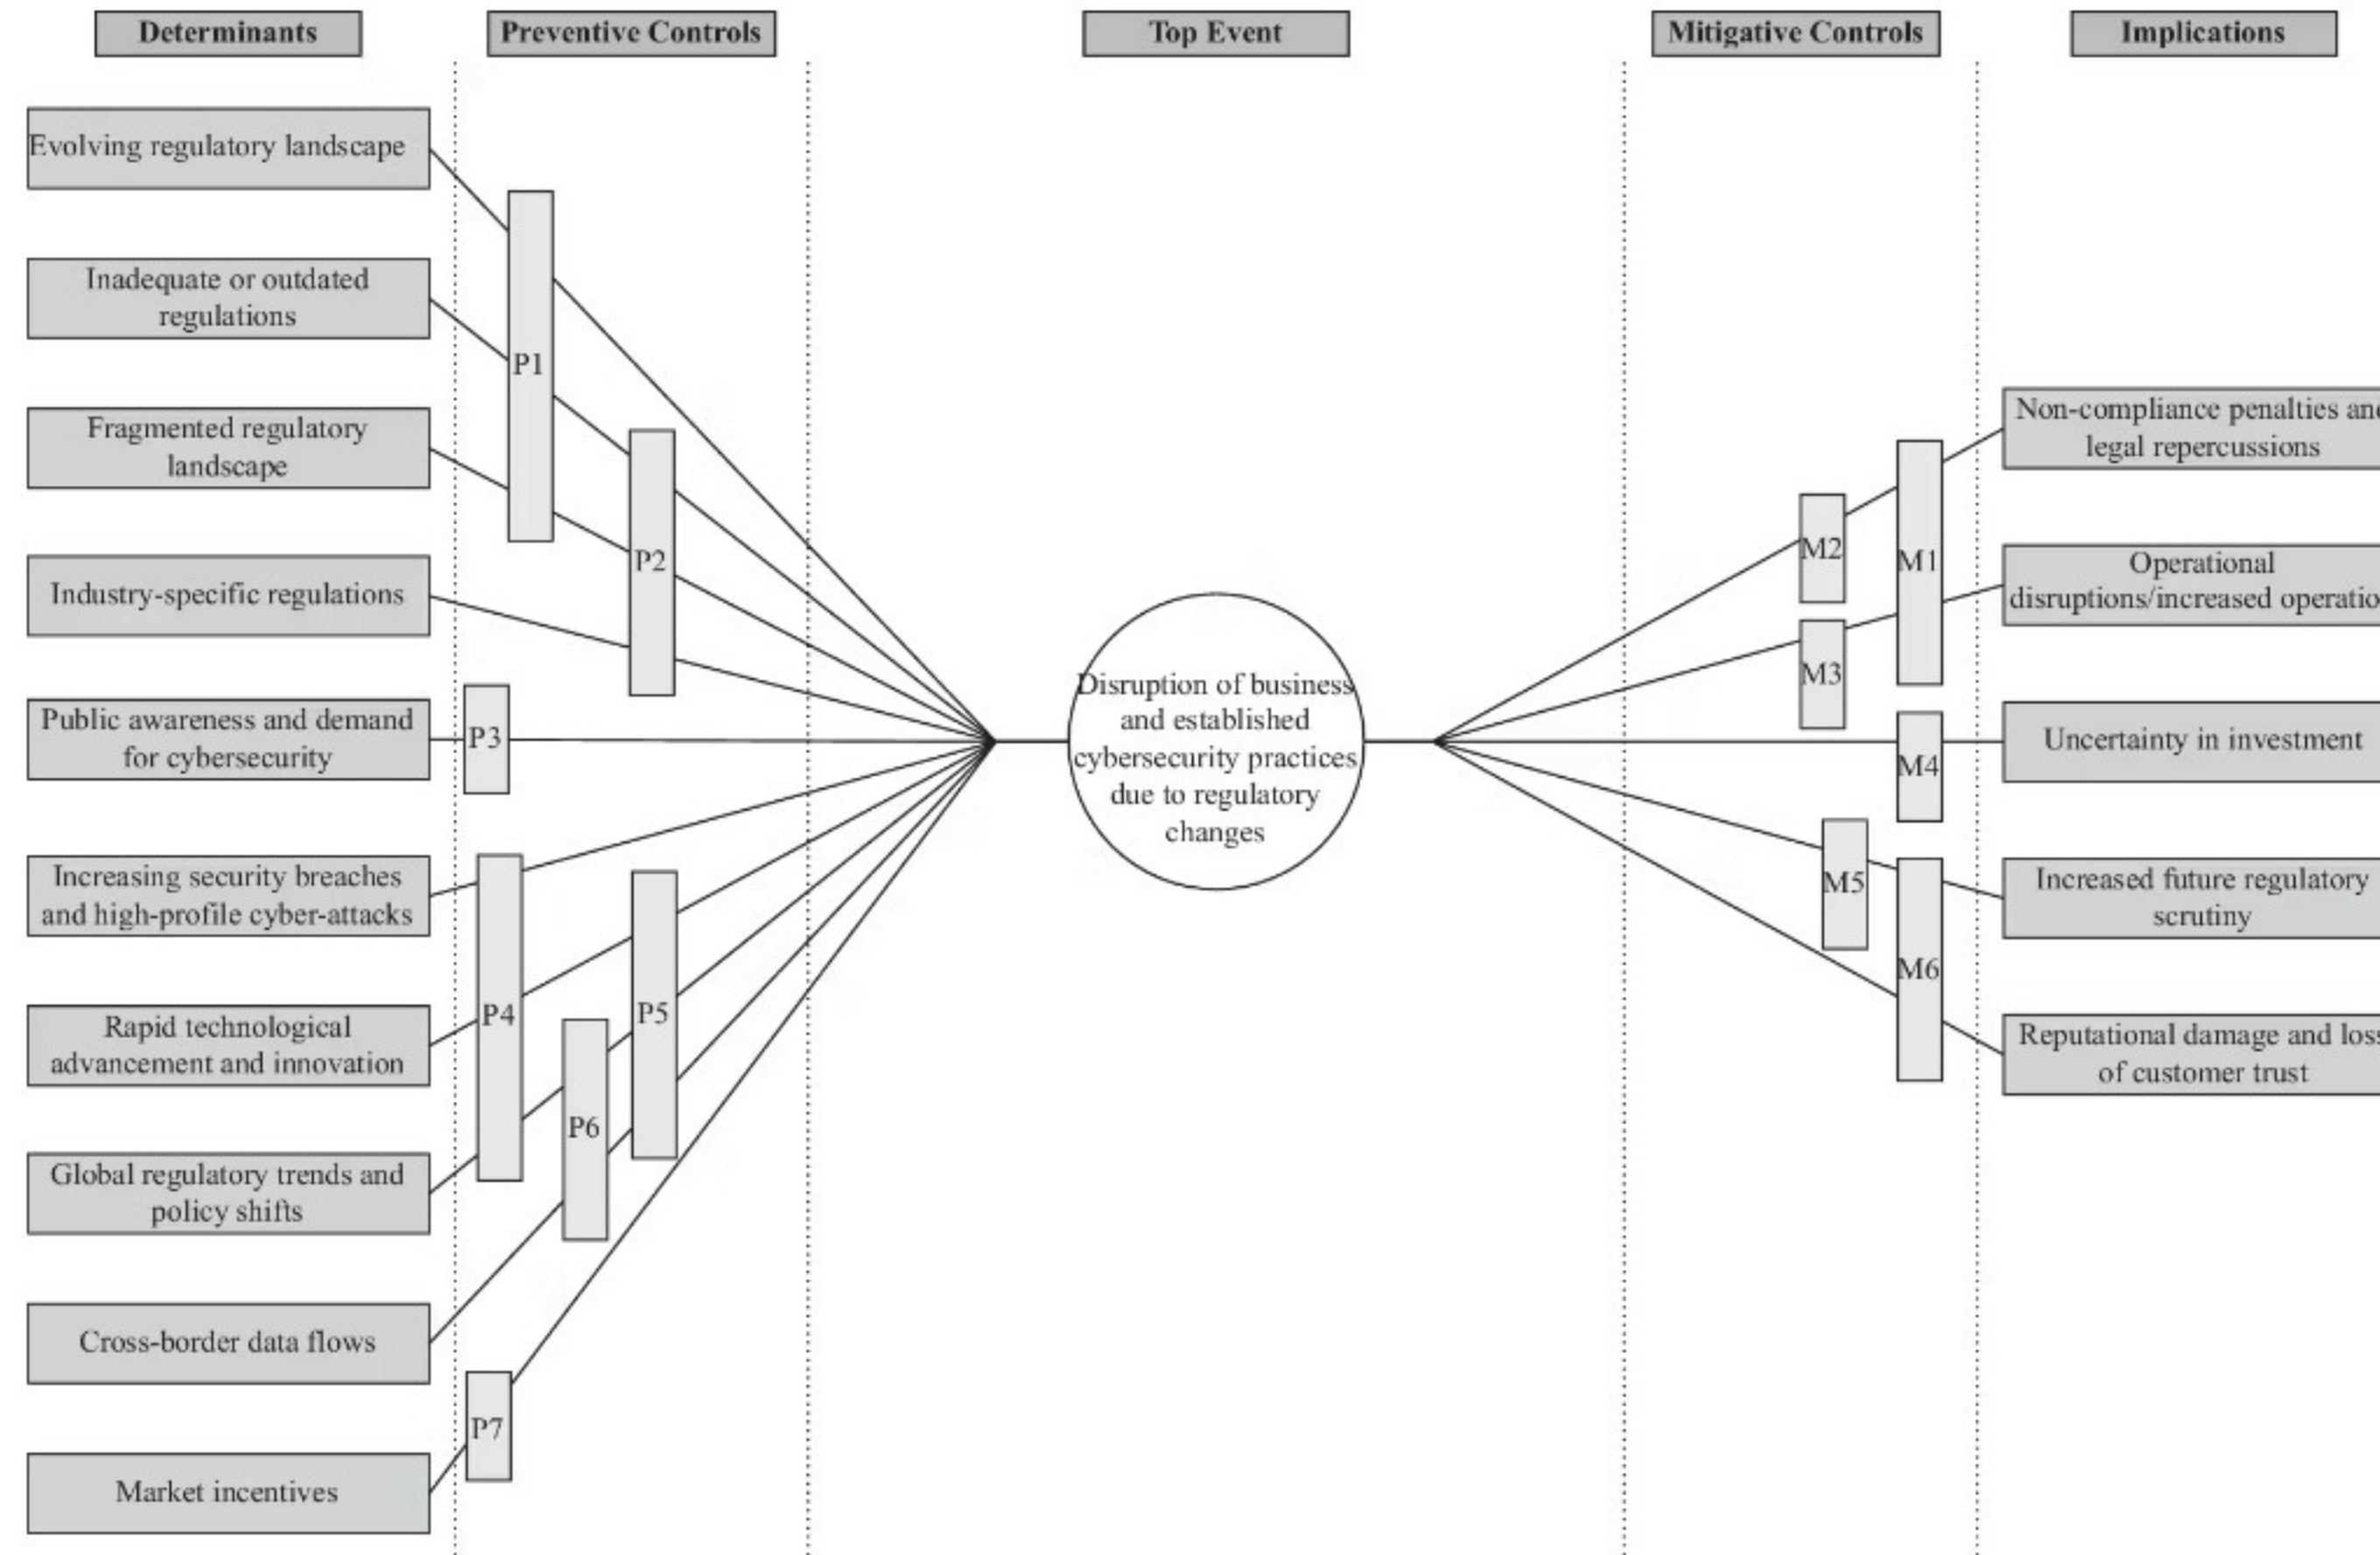 Determinants
Preventive Controls
Top Event
Mitigative Controls
Implications
Evolving regulatory landscape
Inadequate or outdated
regulations
Fragmented regulatory
landscape
Industry-specific regulations
Public awareness and demand
for cybersecurity
Increasing security breaches
and high-profile cyber-attacks
Rapid technological
advancement and innovation
Global regulatory trends and
policy shifts
Cross-border data flows
Market incentives
P1
P2
P3
P4
P5
P6
P7
Disruption of business
and established
cybersecurity practices
due to regulatory
changes
M2
M1
M3
M4
M5
M6
Non-compliance penalties and
legal repercussions
Operational
disruptions/increased operatio
Uncertainty in investment
Increased future regulatory
scrutiny
Reputational damage and loss
of customer trust